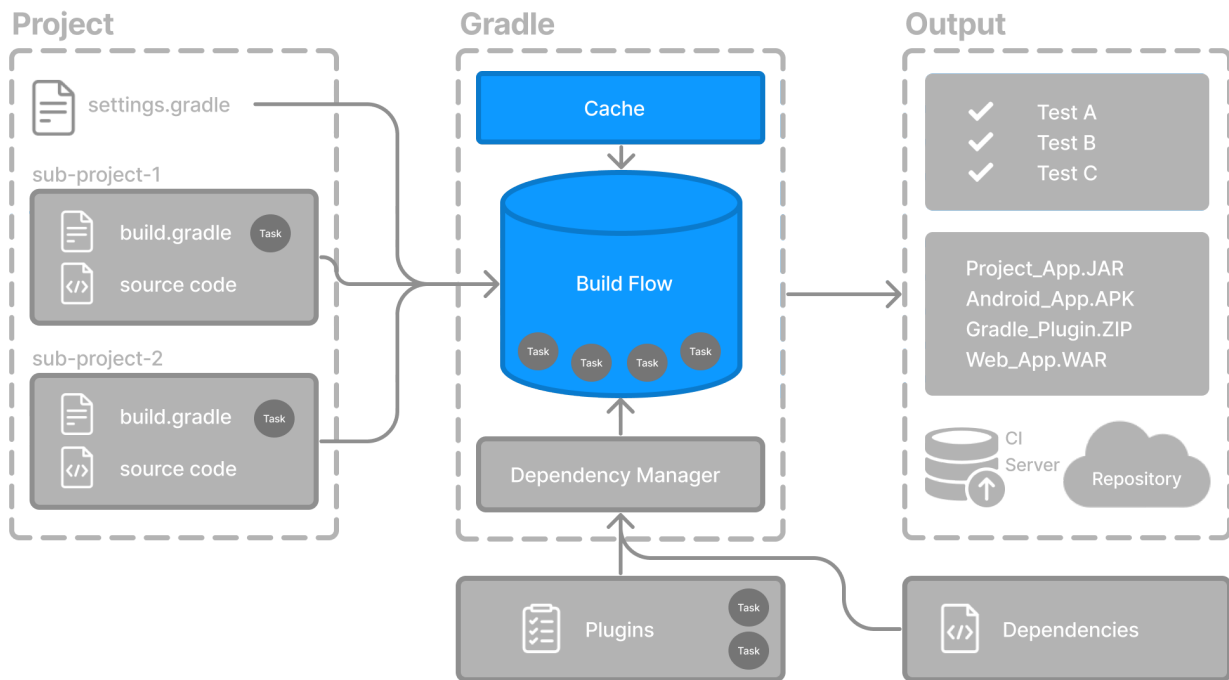 Project
settings.gradle
sub-project-1
build.gradle
Task
source code
sub-project-2
build.gradle
Task
source code
Gradle
Cache
Build Flow
Task
Task
Task
Task
Dependency Manager
Plugins
Task
Task
Output
Test A
Test B
Test C
Project_App.JAR
Android_App.APK
Gradle_Plugin.ZIP
Web_App.WAR
CI
Server
Repository
Dependencies